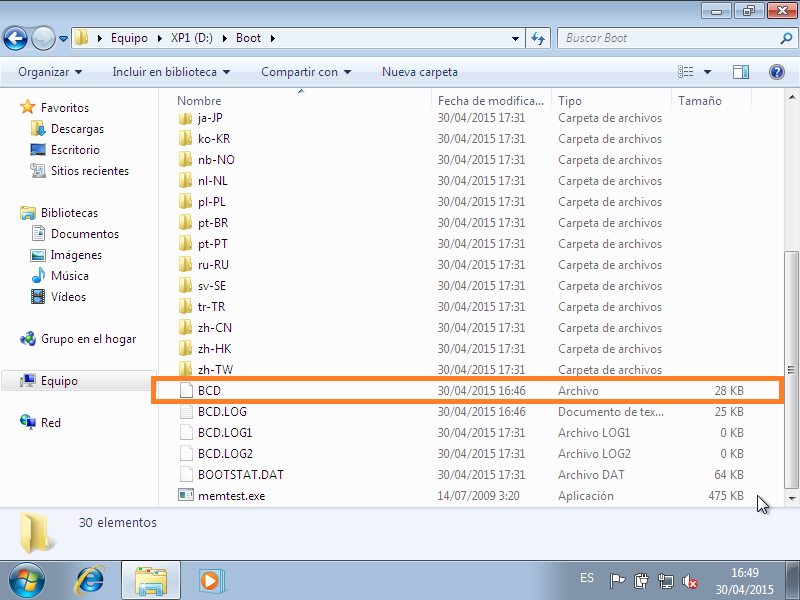 Equipo XP1 (D:) Boot
Buscar Boot
Organizar Incluir en biblioteca Compartir con Nueva carpeta
Favoritos
Descargas
Escritorio
Sitios recientes
Bibliotecas
Documentos
Imágenes
Música
Vídeos
Grupo en el hogar
Equipo
Red
Nombre Fecha de modifica... Tipo Tamaño
ja-JP 30/04/2015 17:31 Carpeta de archivos
ko-KR 30/04/2015 17:31 Carpeta de archivos
nb-NO 30/04/2015 17:31 Carpeta de archivos
nl-NL 30/04/2015 17:31 Carpeta de archivos
pl-PL 30/04/2015 17:31 Carpeta de archivos
pt-BR 30/04/2015 17:31 Carpeta de archivos
pt-PT 30/04/2015 17:31 Carpeta de archivos
ru-RU 30/04/2015 17:31 Carpeta de archivos
sv-SE 30/04/2015 17:31 Carpeta de archivos
tr-TR 30/04/2015 17:31 Carpeta de archivos
zh-CN 30/04/2015 17:31 Carpeta de archivos
zh-HK 30/04/2015 17:31 Carpeta de archivos
zh-TW 30/04/2015 17:31 Carpeta de archivos
BCD 30/04/2015 16:46 Archivo 28 KB
BCD.LOG 30/04/2015 16:46 Documento de tex... 25 KB
BCD.LOG1 30/04/2015 17:31 Archivo LOG1 0 KB
BCD.LOG2 30/04/2015 17:31 Archivo LOG2 0 KB
BOOTSTAT.DAT 30/04/2015 17:31 Archivo DAT 64 KB
memtest.exe 14/07/2009 3:20 Aplicación 475 KB
30 elementos
ES
16:49
30/04/2015